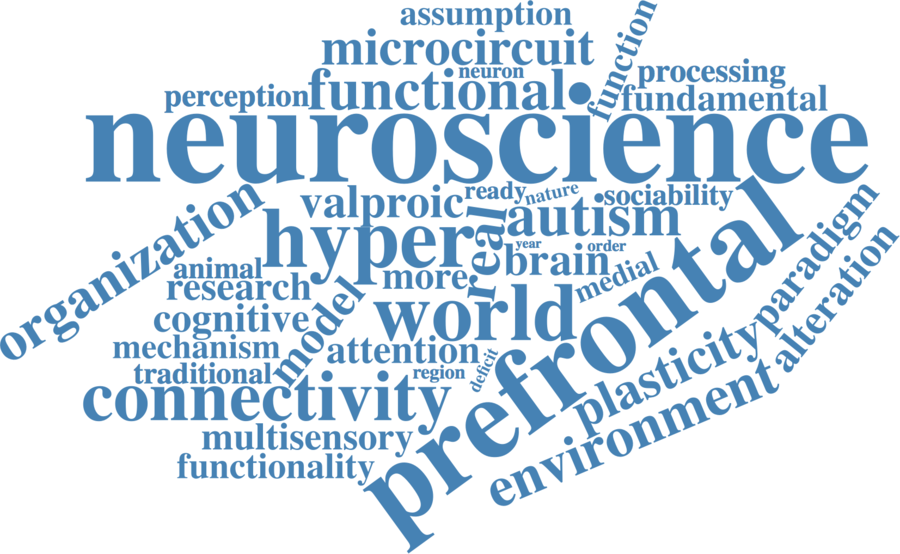 assumption
microcircuit
function
neuron
processing
perception
functional
fundamental
neuroscience
organization
valproic
ready
nature
sociability
hyper
real
autism
year
order
brain
animal
more
medial
research
model
world
prefrontal
paradigm
alteration
cognitive
mechanism
attention
traditional
region
deficit
plasticity
connectivity
environment
multisensory
functionality